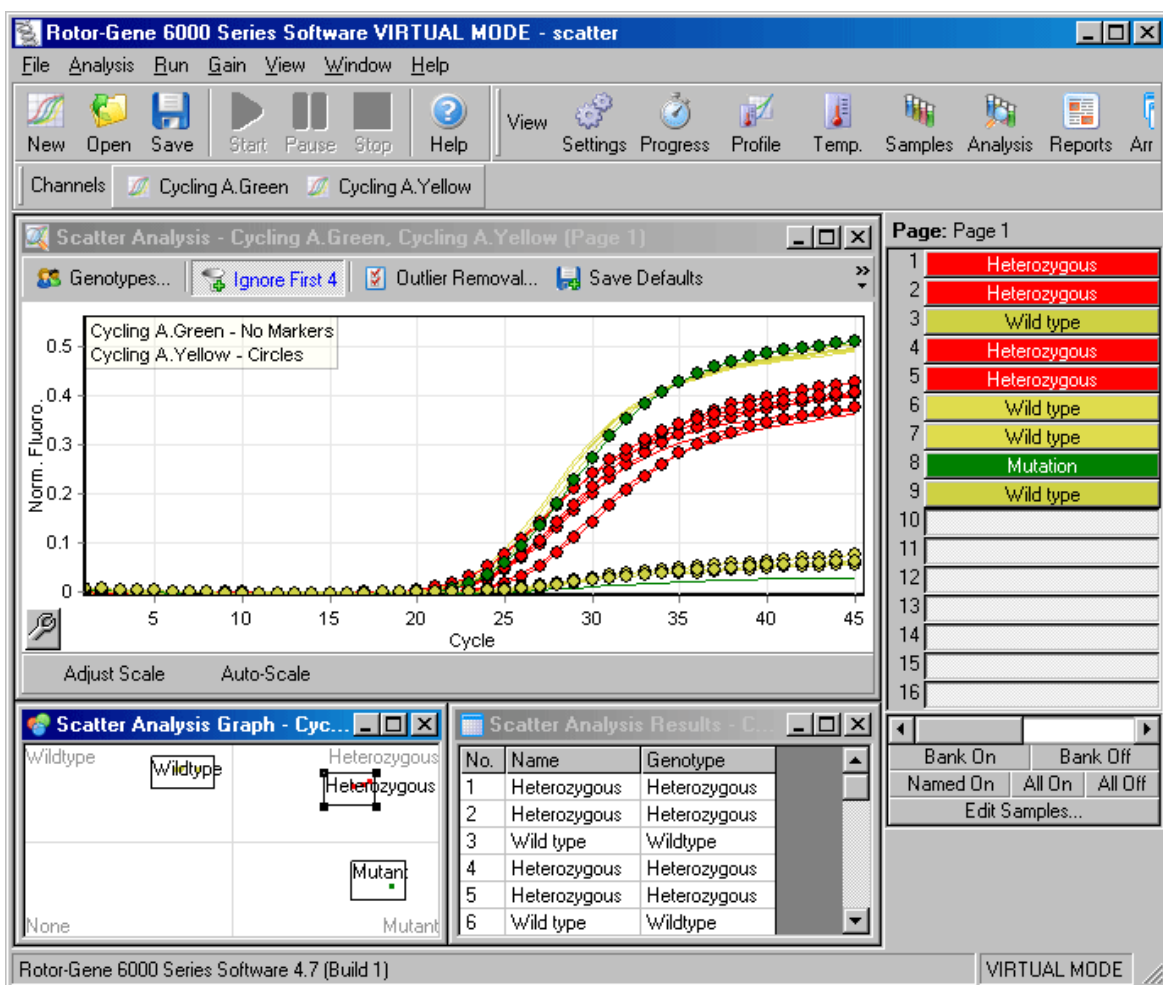 Rotor-Gene 6000 Series Software VIRTUAL MODE - scatter
File Analysis Run Gain View Window Help
New Open Save Start Pause Stop Help View Settings Progress Profile Temp. Samples Analysis Reports Arr
Channels Cycling A.Green Cycling A.Yellow
Scatter Analysis - Cycling A.Green, Cycling A.Yellow (Page 1)
Genotypes... Ignore First 4 Outlier Removal... Save Defaults »
Cycling A.Green - No Markers
Cycling A.Yellow - Circles
Norm. Fluoro.
0.5
0.4
0.3
0.2
0.1
0
5 10 15 20 25 30 35 40 45
Cycle
Adjust Scale Auto-Scale
Page: Page 1
1 Heterozygous
2 Heterozygous
3 Wild type
4 Heterozygous
5 Heterozygous
6 Wild type
7 Wild type
8 Mutation
9 Wild type
10
11
12
13
14
15
16
Bank On Bank Off
Named On All On All Off
Edit Samples...
Scatter Analysis Graph - Cyc...
Wildtype Heterozygous
Wildtype
Heterozygous
Mutant
None Mutant
Scatter Analysis Results - C...
No. Name Genotype
1 Heterozygous Heterozygous
2 Heterozygous Heterozygous
3 Wild type Wildtype
4 Heterozygous Heterozygous
5 Heterozygous Heterozygous
6 Wild type Wildtype
Rotor-Gene 6000 Series Software 4.7 (Build 1) VIRTUAL MODE